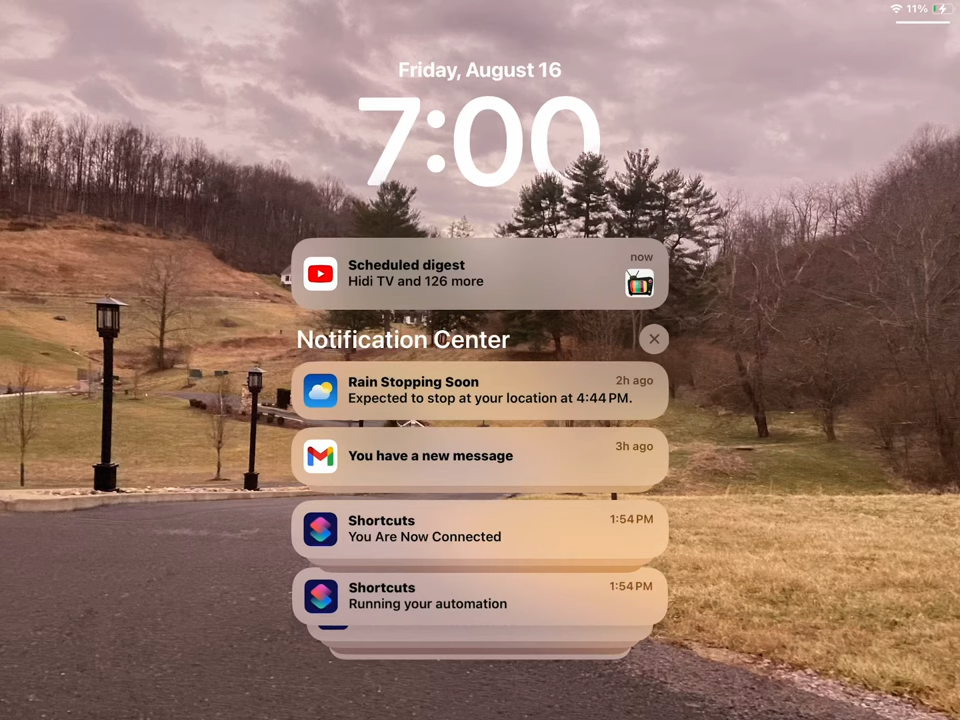 11%
Friday, August 16
7:00
Scheduled digest
now
Hidi TV and 126 more
Notification Center
Rain Stopping Soon
2h ago
Expected to stop at your location at 4:44 PM.
You have a new message
3h ago
Shortcuts
1:54 PM
You Are Now Connected
Shortcuts
1:54 PM
Running your automation